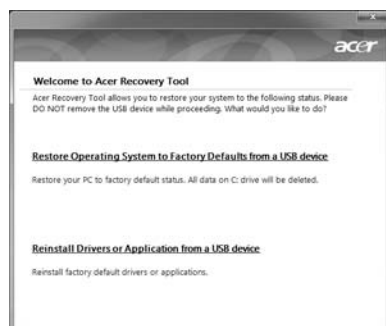 acer
Welcome to Acer Recovery Tool
Acer Recovery Tool allows you to restore your system to the following status. Please
DO NOT remove the USB device while proceeding. What would you like to do?
Restore Operating System to Factory Defaults from a USB device
Restore your PC to factory default status. All data on C: drive will be deleted.
Reinstall Drivers or Application from a USB device
Reinstall factory default drivers or applications.